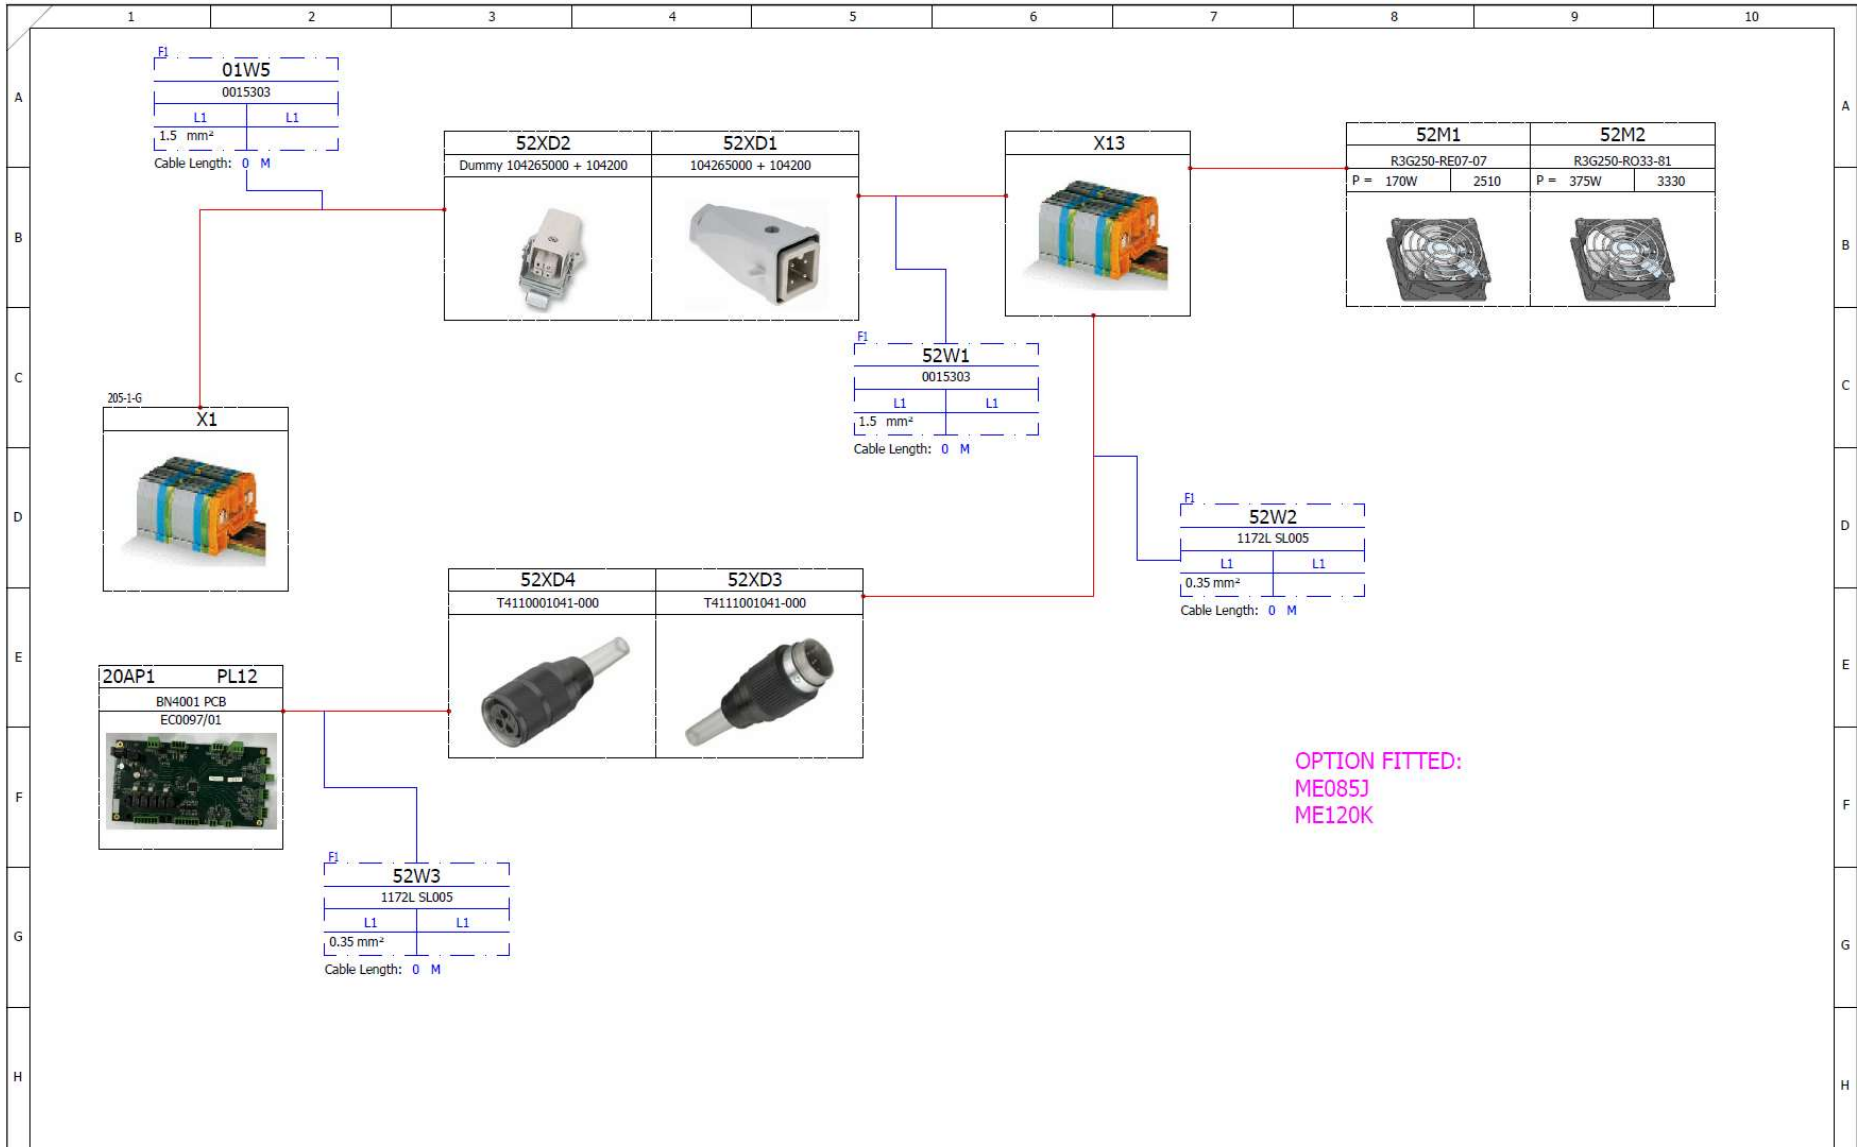 1 2 3 4 5 6 7 8 9 10
A A
B B
C C
D D
E E
F F
G G
H H
F1
01W5
0015303
L1 L1
1.5 mm²
Cable Length: 0 M
52XD2 52XD1
Dummy 104265000 + 104200 104265000 + 104200
X13
52M1 52M2
R3G250-RE07-07 R3G250-RO33-81
P = 170W 2510 P = 375W 3330
F1
52W1
0015303
L1 L1
1.5 mm²
Cable Length: 0 M
205-1-G
X1
F1
52W2
1172L SL005
L1 L1
0.35 mm²
Cable Length: 0 M
52XD4 52XD3
T4110001041-000 T4111001041-000
20AP1 PL12
BN4001 PCB
EC0097/01
OPTION FITTED:
ME085J
ME120K
F1
52W3
1172L SL005
L1 L1
0.35 mm²
Cable Length: 0 M